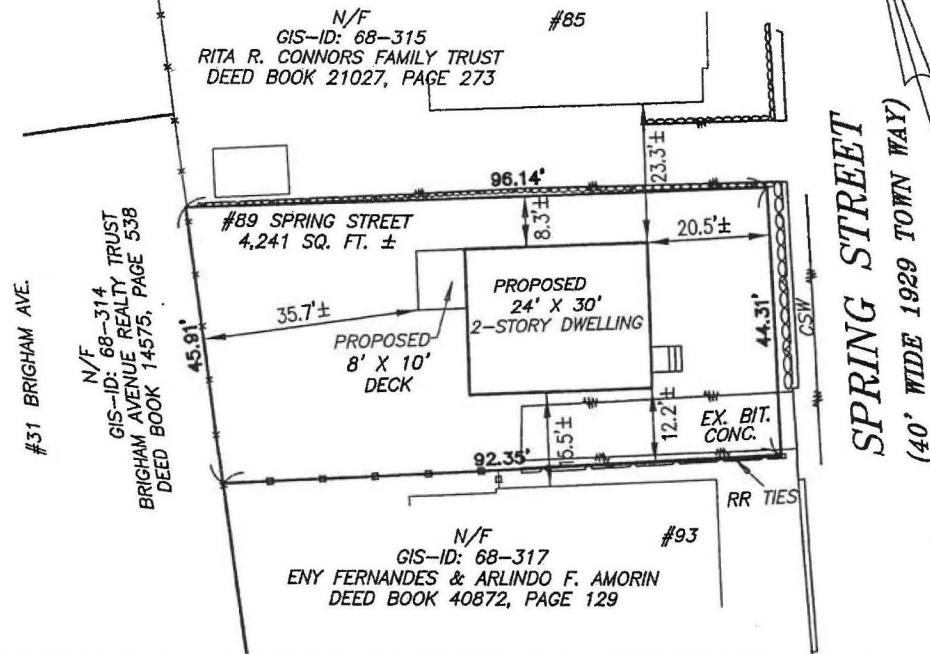 N/F
GIS-ID: 68-315
RITA R. CONNORS FAMILY TRUST
DEED BOOK 21027, PAGE 273
#85
23.3'±
96.14'
#89 SPRING STREET
4,241 SQ. FT. ±
8.3'±
20.5'±
PROPOSED
24' X 30'
2-STORY DWELLING
35.7'±
PROPOSED
8' X 10'
DECK
45.91'
44.31'
CSW
SPRING STREET
(40' WIDE 1929 TOWN WAY)
#31 BRIGHAM AVE.
N/F
GIS-ID: 68-314
BRIGHAM AVENUE REALTY TRUST
DEED BOOK 14575, PAGE 538
15.5'±
12.2'±
EX. BIT.
CONC.
92.35'
RR TIES
N/F
GIS-ID: 68-317
ENY FERNANDES & ARLINDO F. AMORIN
DEED BOOK 40872, PAGE 129
#93